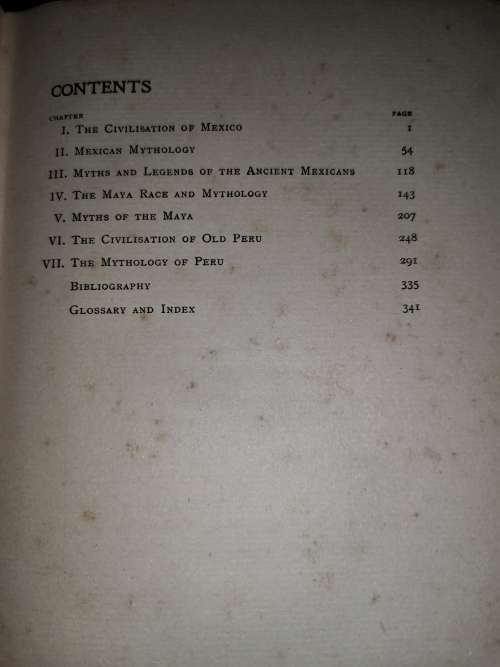 CONTENTS
CHAPTER PAGE
I. The Civilisation of Mexico 1
II. Mexican Mythology 54
III. Myths and Legends of the Ancient Mexicans 118
IV. The Maya Race and Mythology 143
V. Myths of the Maya 207
VI. The Civilisation of Old Peru 248
VII. The Mythology of Peru 291
Bibliography 335
Glossary and Index 341